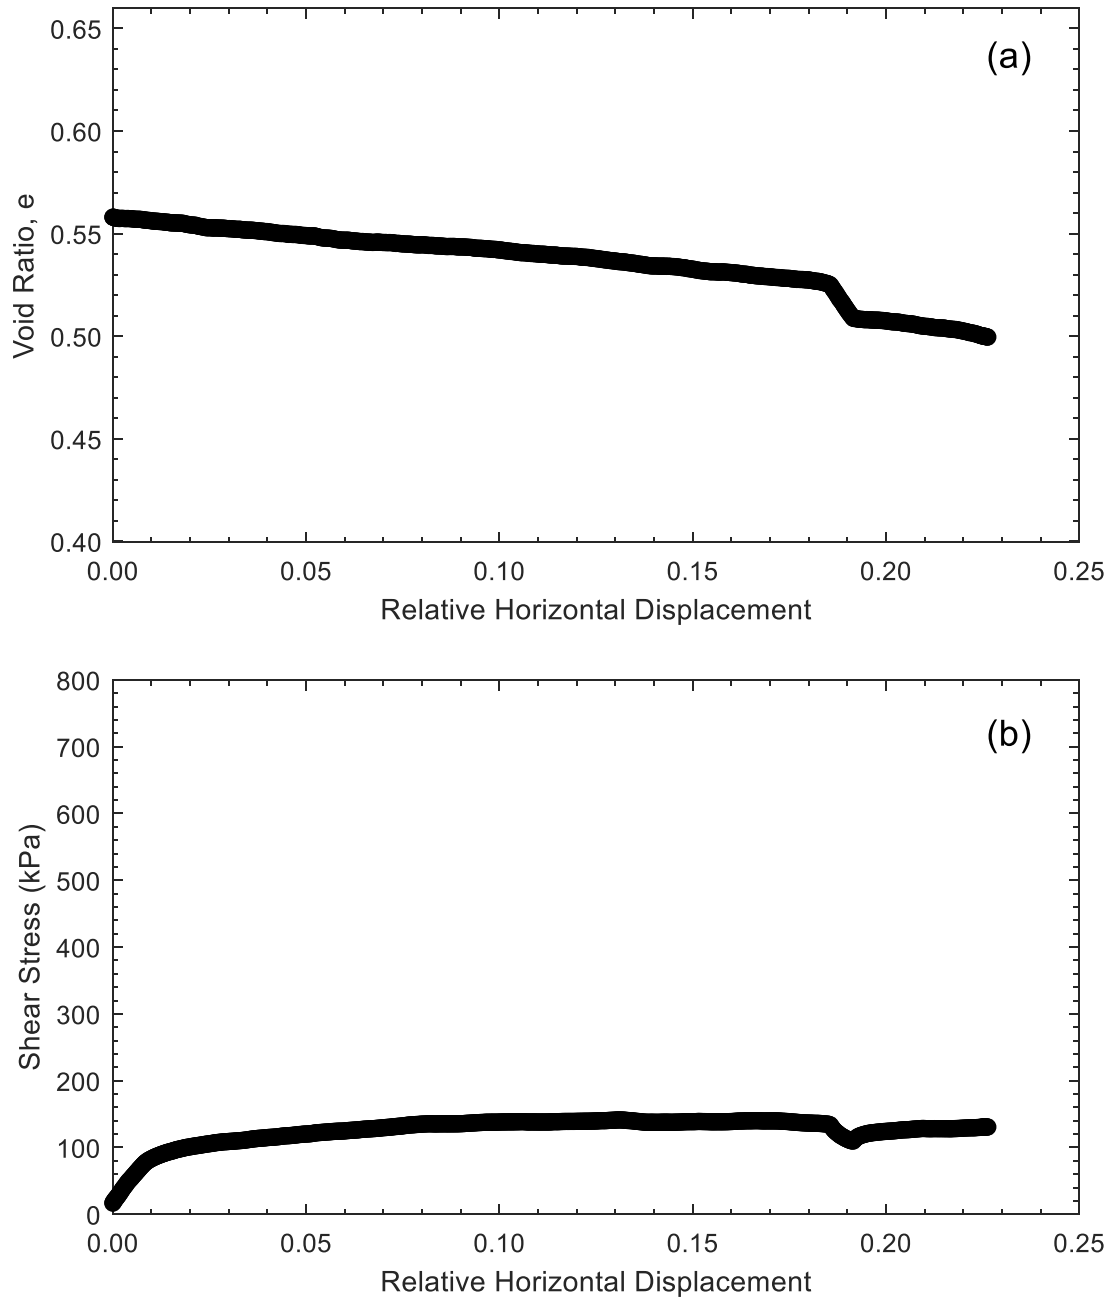 (a)
0.65
0.60
0.55
0.50
0.45
0.40
Void Ratio, e
0.00 0.05 0.10 0.15 0.20 0.25
Relative Horizontal Displacement
(b)
800
700
600
500
400
300
200
100
0
Shear Stress (kPa)
0.00 0.05 0.10 0.15 0.20 0.25
Relative Horizontal Displacement